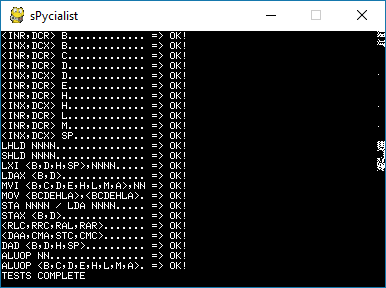 sPycialist
<INR,DCR> B............. => OK!
<INX,DCX> B............. => OK!
<INR,DCR> C............. => OK!
<INR,DCR> D............. => OK!
<INX,DCX> D............. => OK!
<INR,DCR> E............. => OK!
<INR,DCR> H............. => OK!
<INX,DCX> H............. => OK!
<INR,DCR> L............. => OK!
<INR,DCR> M............. => OK!
<INX,DCX> SP............ => OK!
LHLD NNNN............... => OK!
SHLD NNNN............... => OK!
LXI <B,D,H,SP>,NNNN..... => OK!
LDAX <B,D>.............. => OK!
MVI <B,C,D,E,H,L,M,A>,NN => OK!
MOV <BCDEHLA>,<BCDEHLA>. => OK!
STA NNNN / LDA NNNN..... => OK!
STAX <B,D>.............. => OK!
<RLC,RRC,RAL,RAR>....... => OK!
<DAA,CMA,STC,CMC>....... => OK!
DAD <B,D,H,SP>.......... => OK!
ALUOP NN................ => OK!
ALUOP <B,C,D,E,H,L,M,A>. => OK!
TESTS COMPLETE